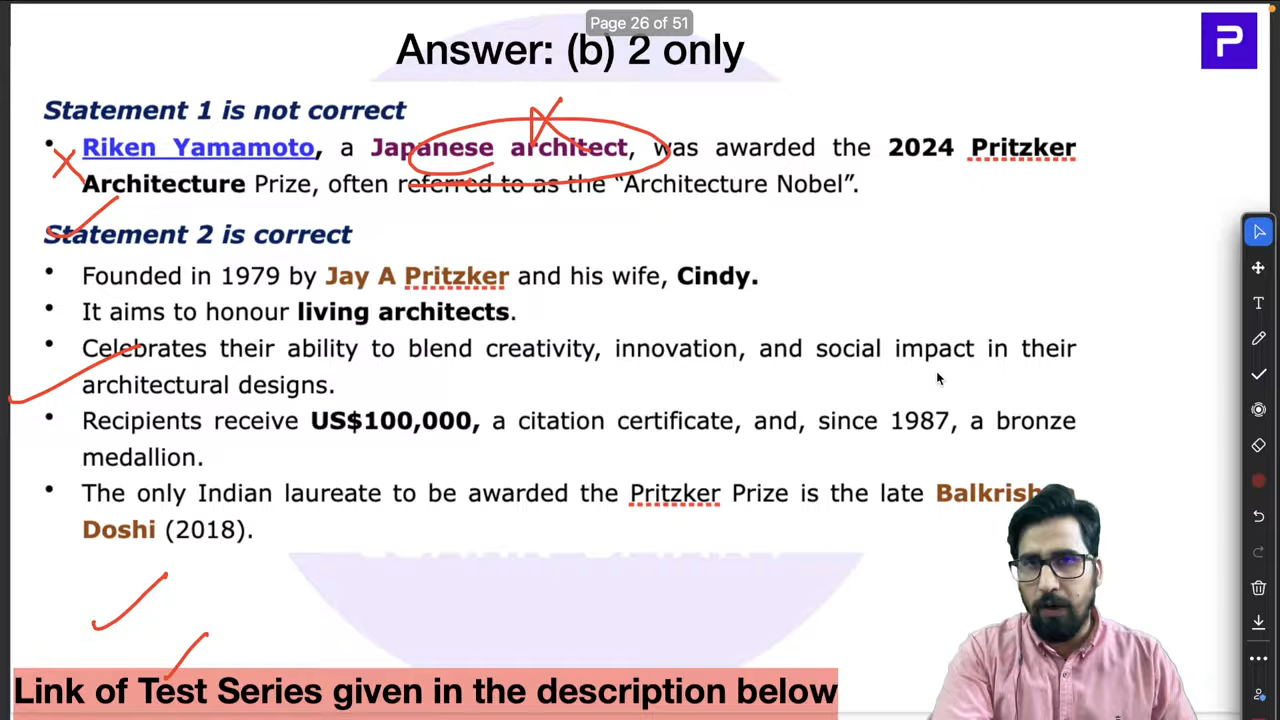 Page 26 of 51
Answer: (b) 2 only
P
Statement 1 is not correct
• Riken Yamamoto, a Japanese architect, was awarded the 2024 Pritzker
Architecture Prize, often referred to as the “Architecture Nobel”.
Statement 2 is correct
• Founded in 1979 by Jay A Pritzker and his wife, Cindy.
• It aims to honour living architects.
• Celebrates their ability to blend creativity, innovation, and social impact in their
architectural designs.
• Recipients receive US$100,000, a citation certificate, and, since 1987, a bronze
medallion.
• The only Indian laureate to be awarded the Pritzker Prize is the late
Doshi (2018).
Link of Test Series given in the description below